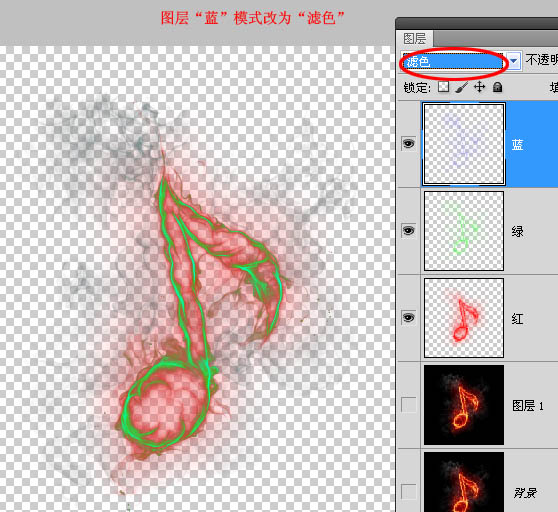 图层“蓝”模式改为“滤色”
图层
滤色 不透明
锁定: 填
蓝
绿
红
图层 1
背景